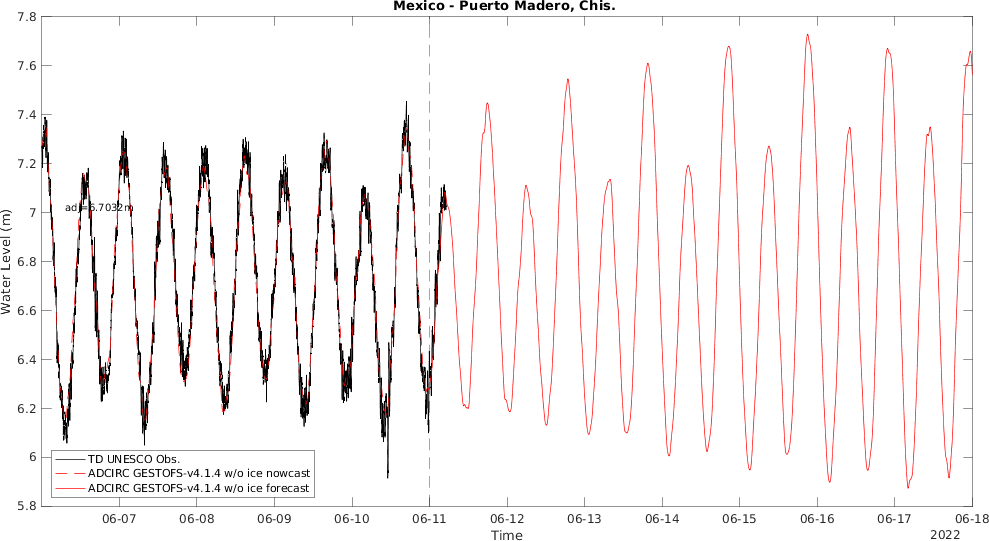 Mexico - Puerto Madero, Chis.
7.8
7.6
7.4
7.2
7
6.8
6.6
6.4
6.2
6
5.8
Water Level (m)
adj=6.7032m
TD UNESCO Obs.
ADCIRC GESTOFS-v4.1.4 w/o ice nowcast
ADCIRC GESTOFS-v4.1.4 w/o ice forecast
06-07 06-08 06-09 06-10 06-11 06-12 06-13 06-14 06-15 06-16 06-17 06-18
Time
2022